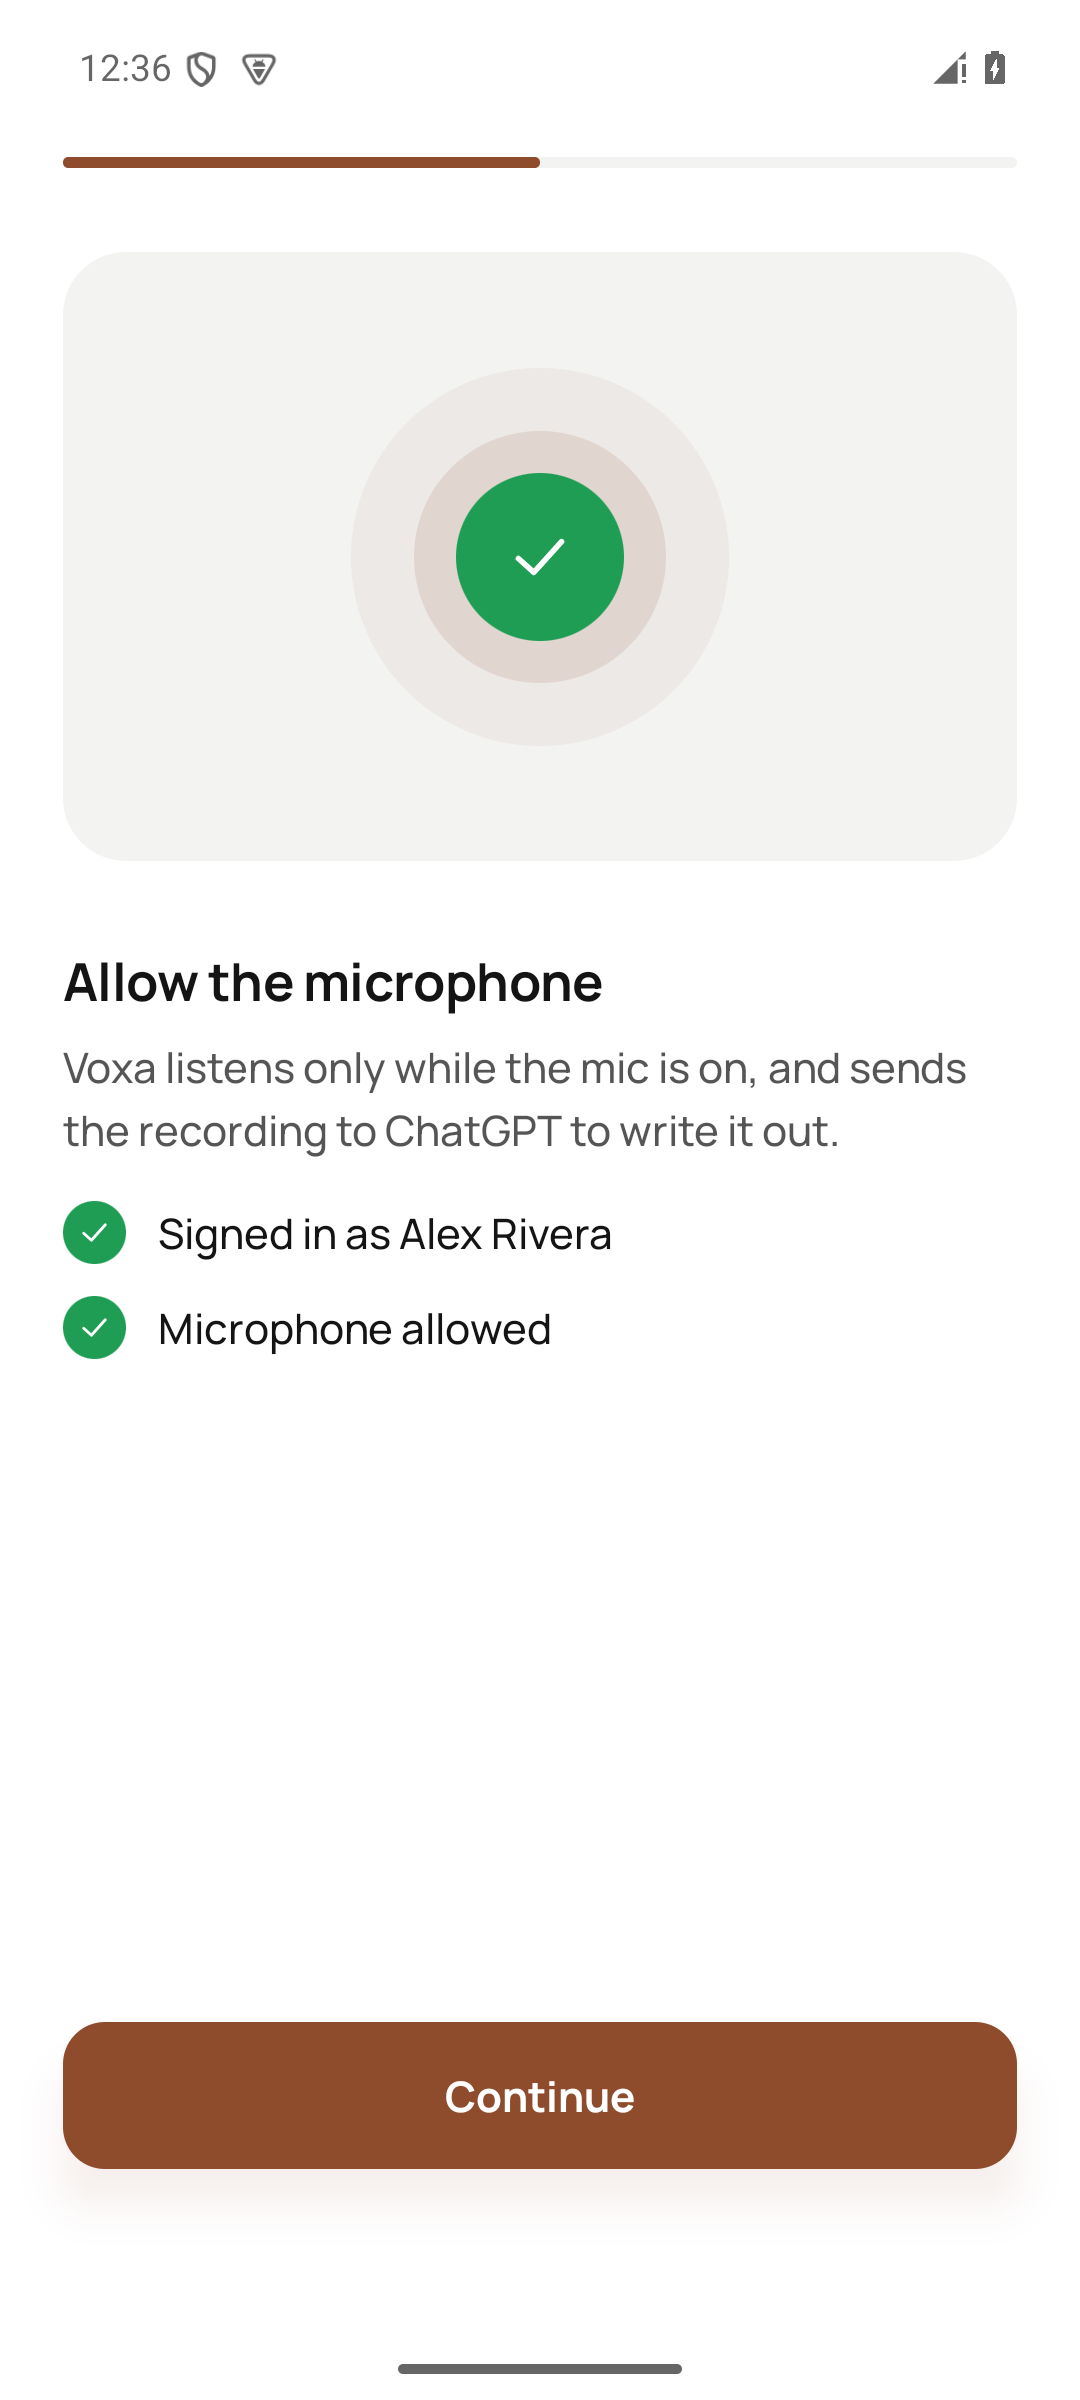 12:36
Allow the microphone
Voxa listens only while the mic is on, and sends
the recording to ChatGPT to write it out.
Signed in as Alex Rivera
Microphone allowed
Continue